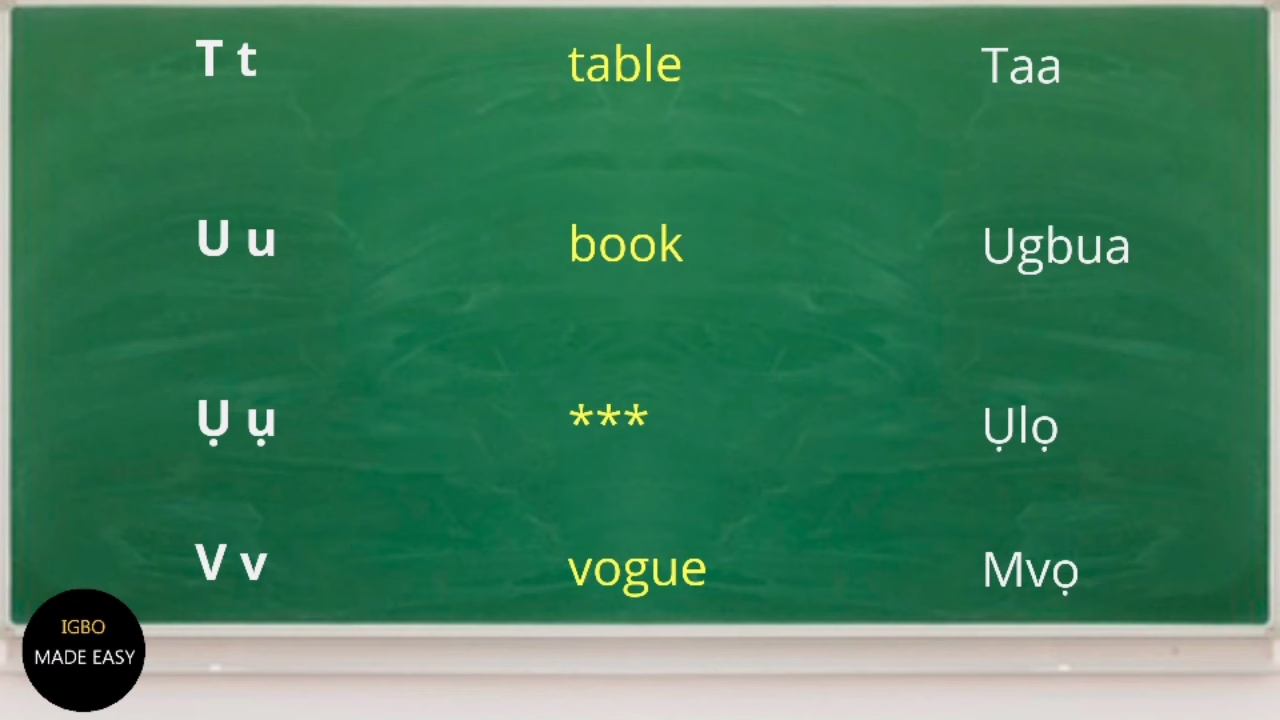 T t table Taa
U u book Ugbua
Ụ ụ *** Ụlọ
V v vogue Mvọ
IGBO
MADE EASY